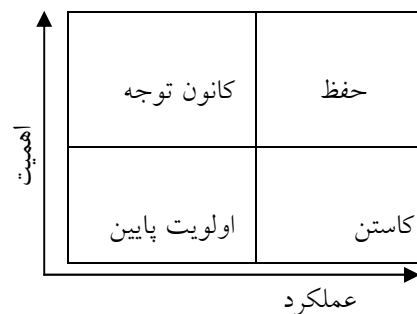 حفظ
کانون توجه
کاستن
اولویت پایین
اهمیت
عملکرد